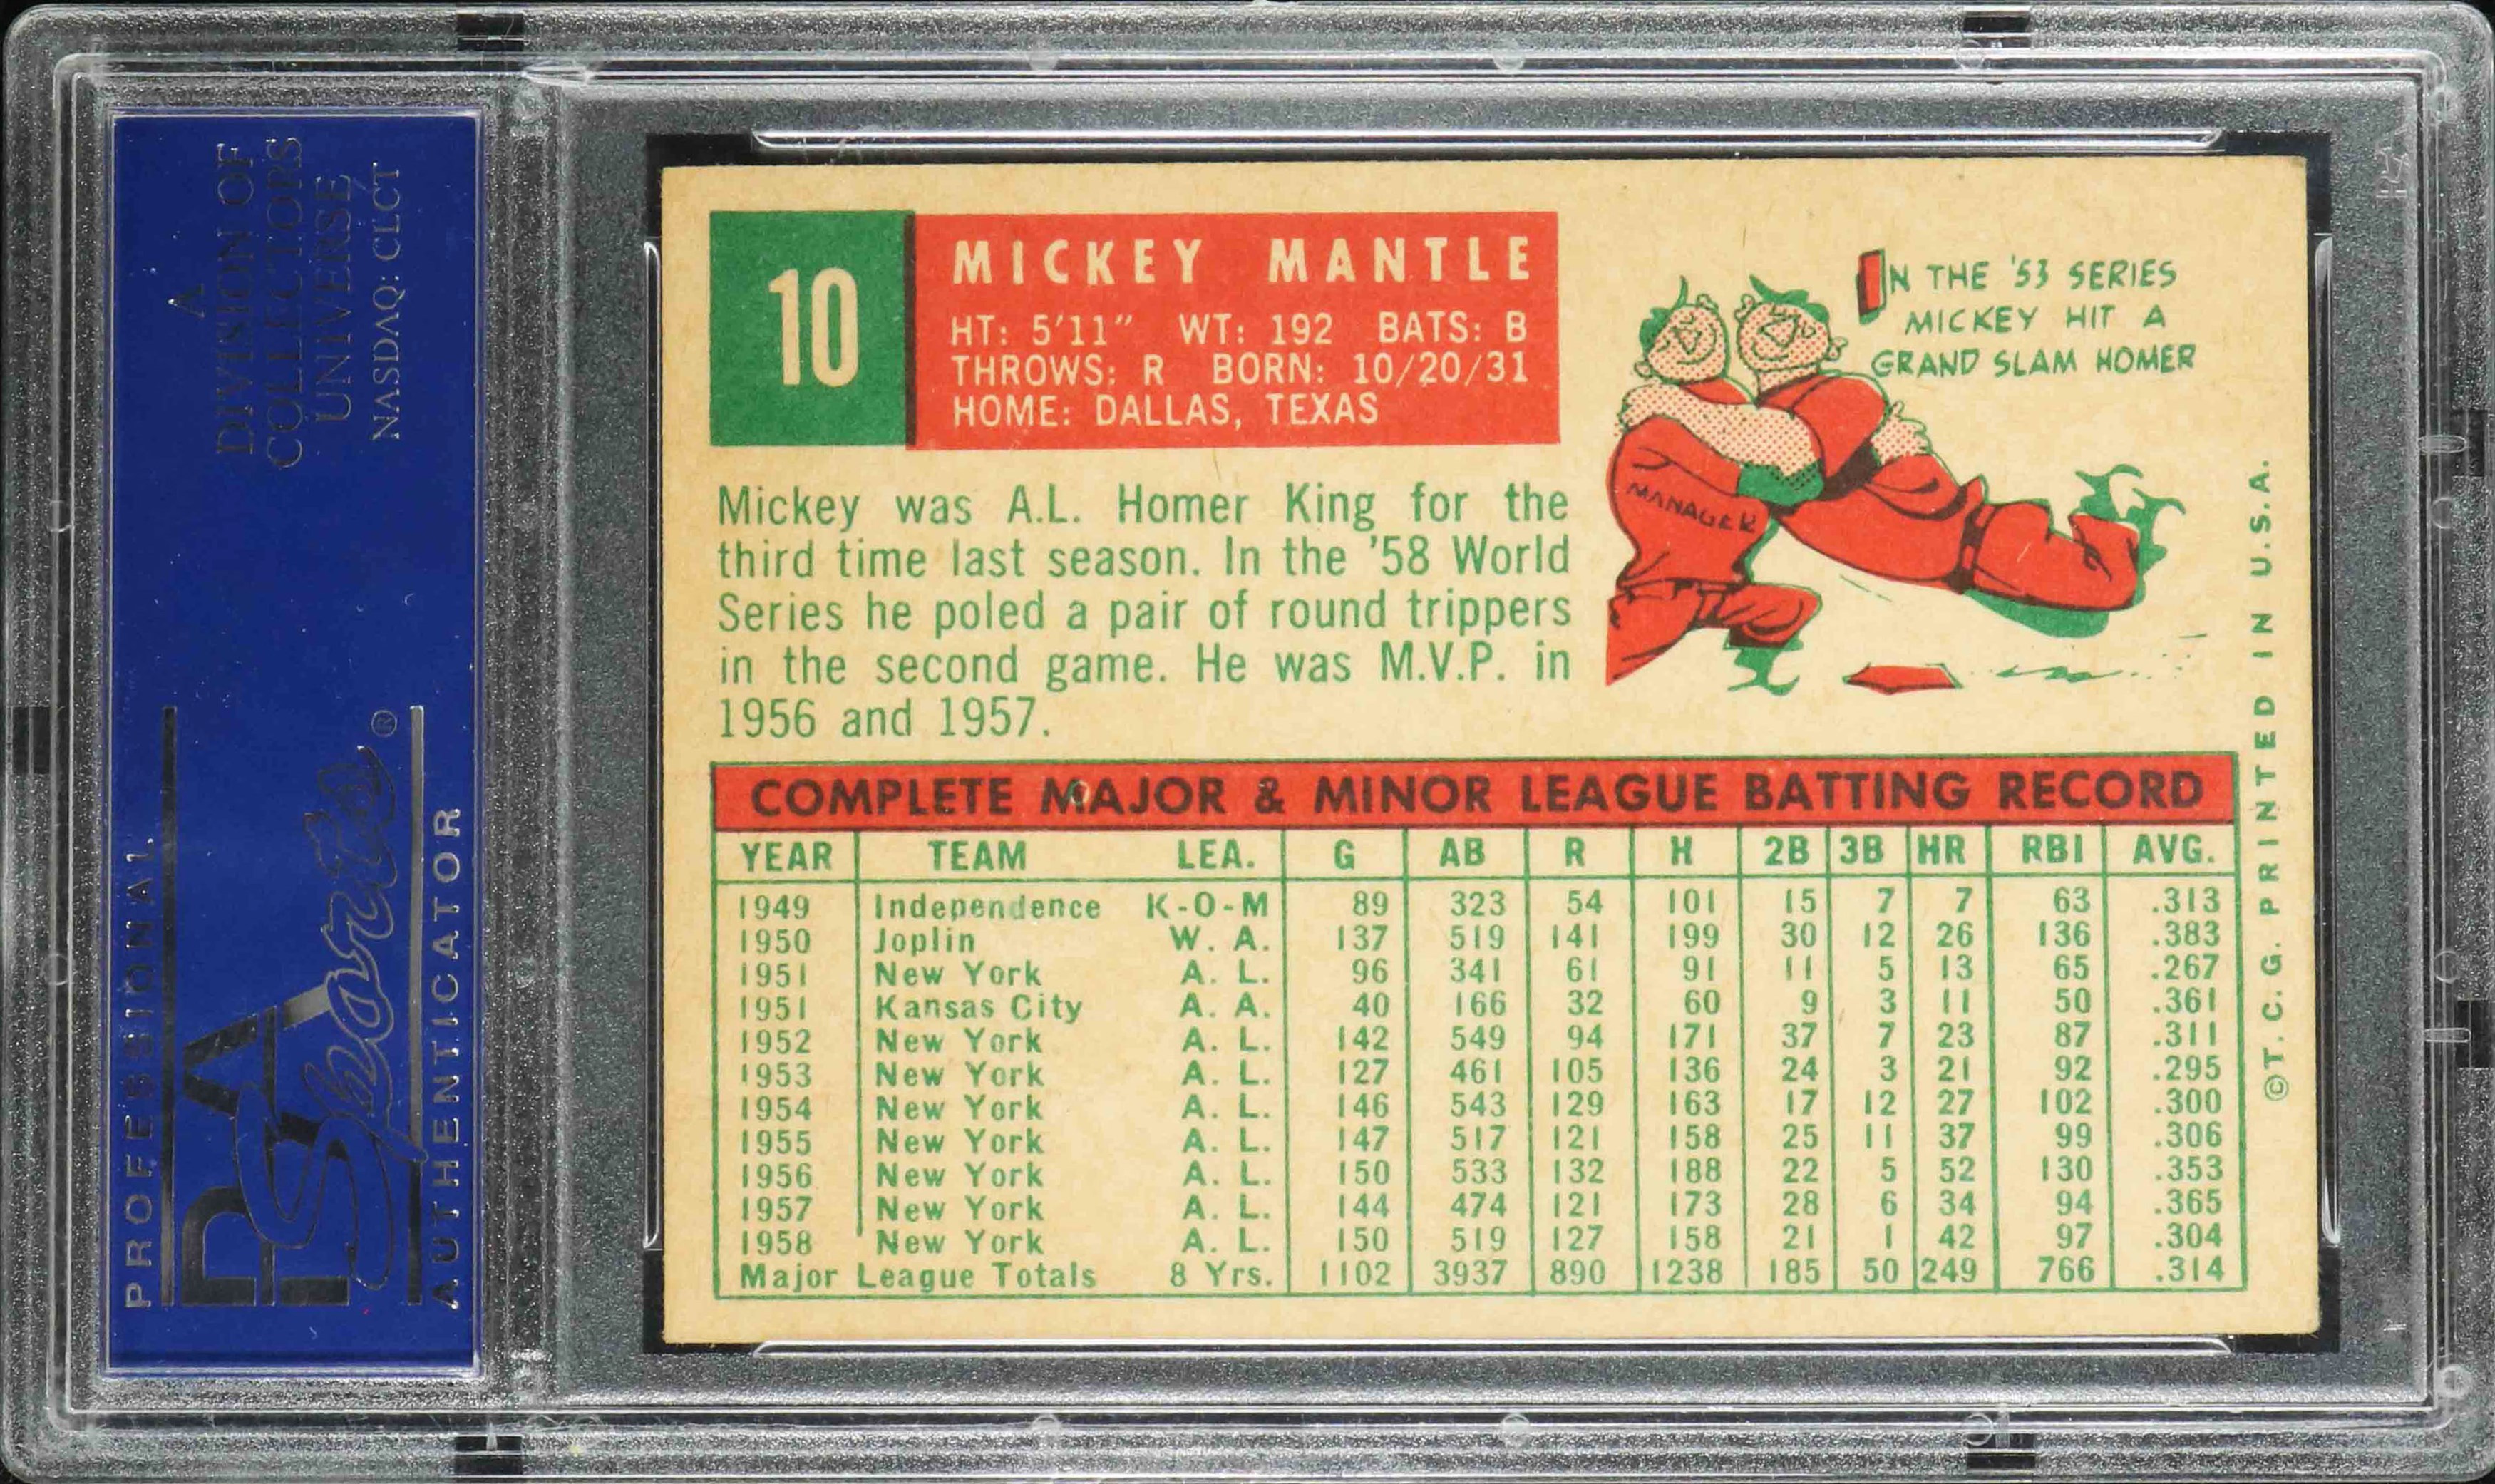 A
DIVISION OF
COLLECTORS
UNIVERSE
NASDAQ: CLCT
PROFESSIONAL
PSA
Sports®
AUTHENTICATOR
10
MICKEY MANTLE
HT: 5'11" WT: 192 BATS: B
THROWS: R BORN: 10/20/31
HOME: DALLAS, TEXAS
IN THE '53 SERIES
MICKEY HIT A
GRAND SLAM HOMER
MANAGER
Mickey was A.L. Homer King for the
third time last season. In the '58 World
Series he poled a pair of round trippers
in the second game. He was M.V.P. in
1956 and 1957.
COMPLETE MAJOR & MINOR LEAGUE BATTING RECORD
YEAR TEAM LEA. G AB R H 2B 3B HR RBI AVG.
1949 Independence K-O-M 89 323 54 101 15 7 7 63 .313
1950 Joplin W. A. 137 519 141 199 30 12 26 136 .383
1951 New York A. L. 96 341 61 91 11 5 13 65 .267
1951 Kansas City A. A. 40 166 32 60 9 3 11 50 .361
1952 New York A. L. 142 549 94 171 37 7 23 87 .311
1953 New York A. L. 127 461 105 136 24 3 21 92 .295
1954 New York A. L. 146 543 129 163 17 12 27 102 .300
1955 New York A. L. 147 517 121 158 25 11 37 99 .306
1956 New York A. L. 150 533 132 188 22 5 52 130 .353
1957 New York A. L. 144 474 121 173 28 6 34 94 .365
1958 New York A. L. 150 519 127 158 21 1 42 97 .304
Major League Totals 8 Yrs. 1102 3937 890 1238 185 50 249 766 .314
©T. C. G. PRINTED IN U.S.A.